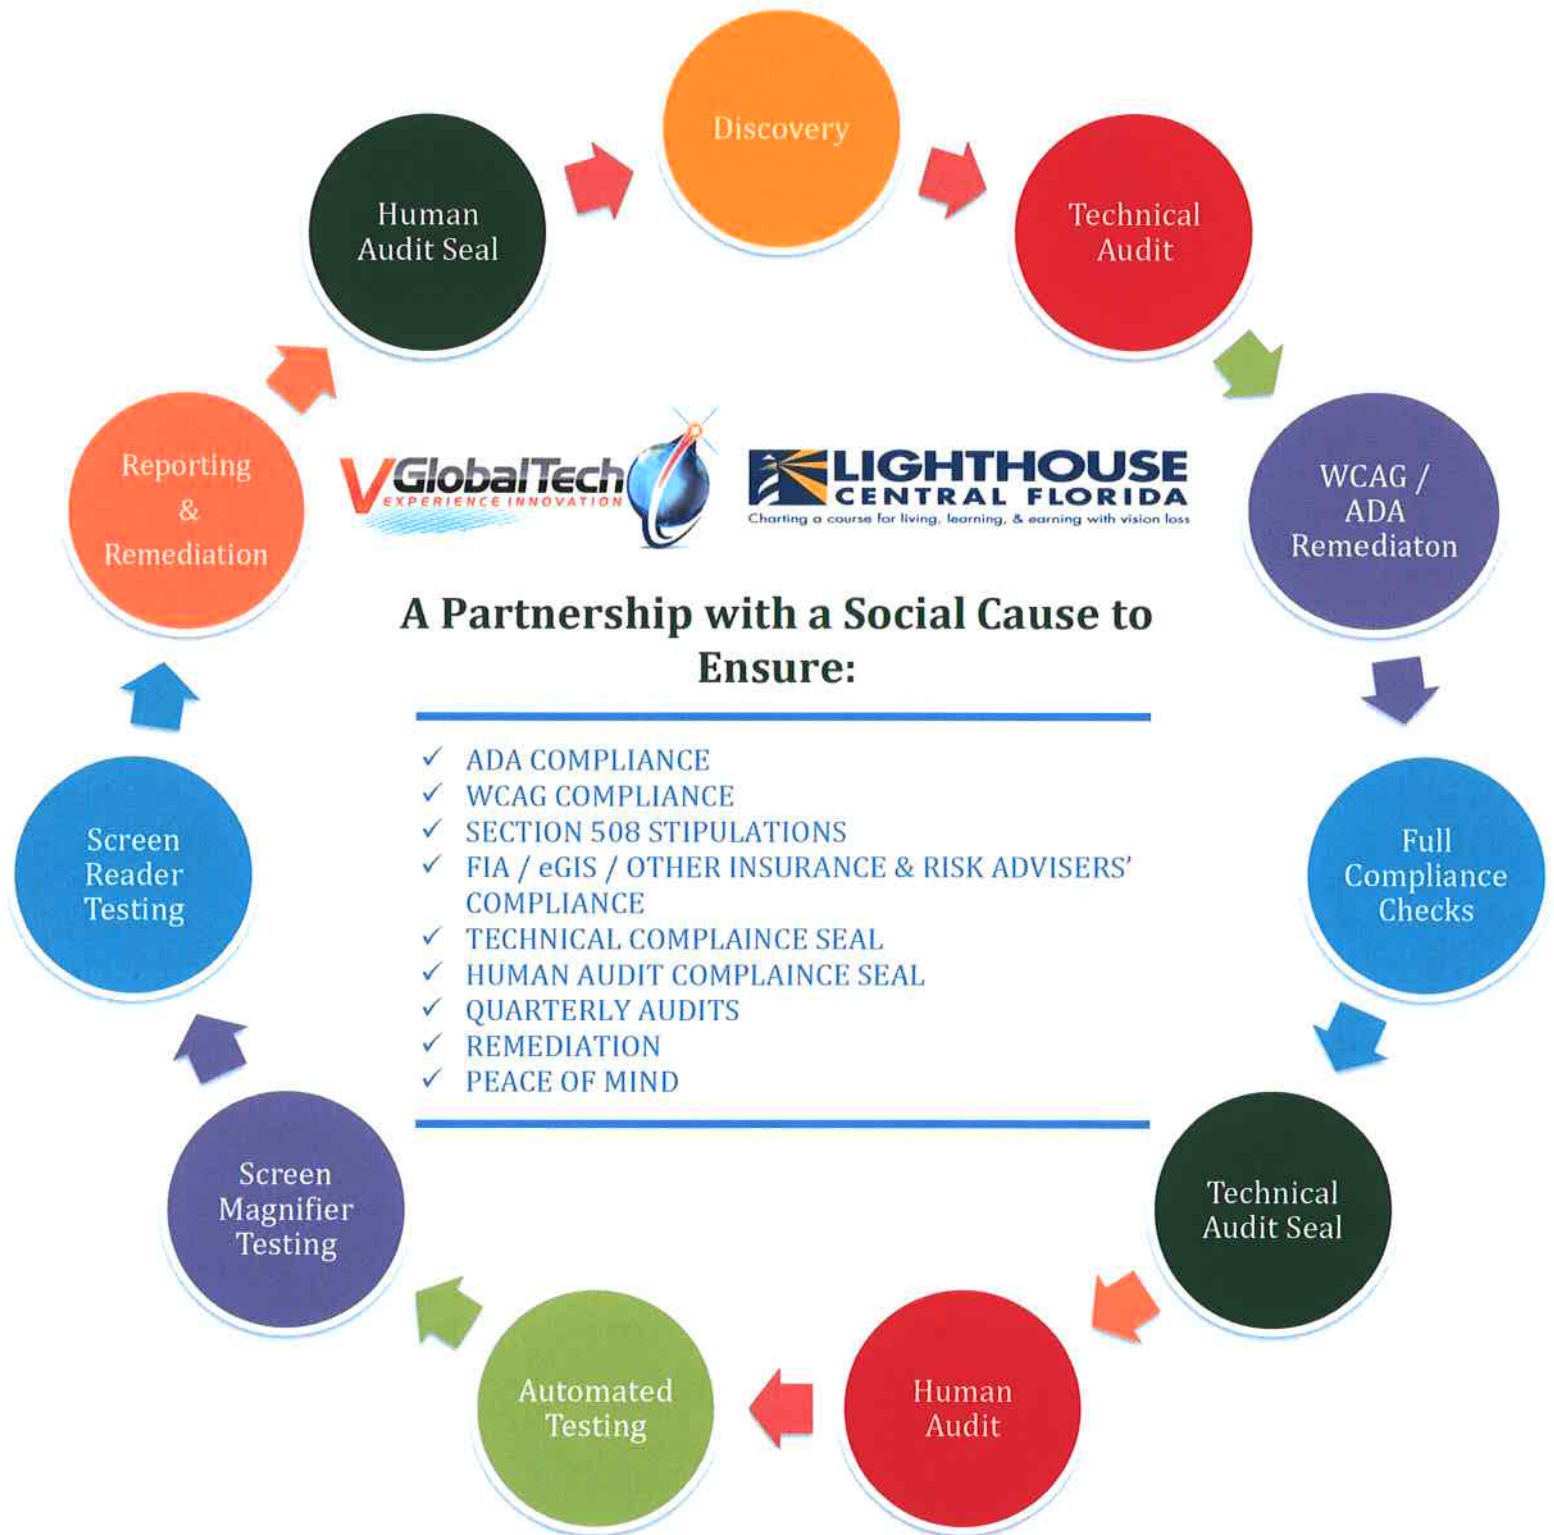 Discovery
Technical
Audit
WCAG /
ADA
Remediaton
Full
Compliance
Checks
Technical
Audit Seal
Human
Audit
Automated
Testing
Screen
Magnifier
Testing
Screen
Reader
Testing
Reporting
&
Remediation
Human
Audit Seal
VGlobalTech
EXPERIENCE INNOVATION
LIGHTHOUSE
CENTRAL FLORIDA
Charting a course for living, learning, & earning with vision loss
A Partnership with a Social Cause to
Ensure:
✓ ADA COMPLIANCE
✓ WCAG COMPLIANCE
✓ SECTION 508 STIPULATIONS
✓ FIA / eGIS / OTHER INSURANCE & RISK ADVISERS’
COMPLIANCE
✓ TECHNICAL COMPLAINCE SEAL
✓ HUMAN AUDIT COMPLAINCE SEAL
✓ QUARTERLY AUDITS
✓ REMEDIATION
✓ PEACE OF MIND